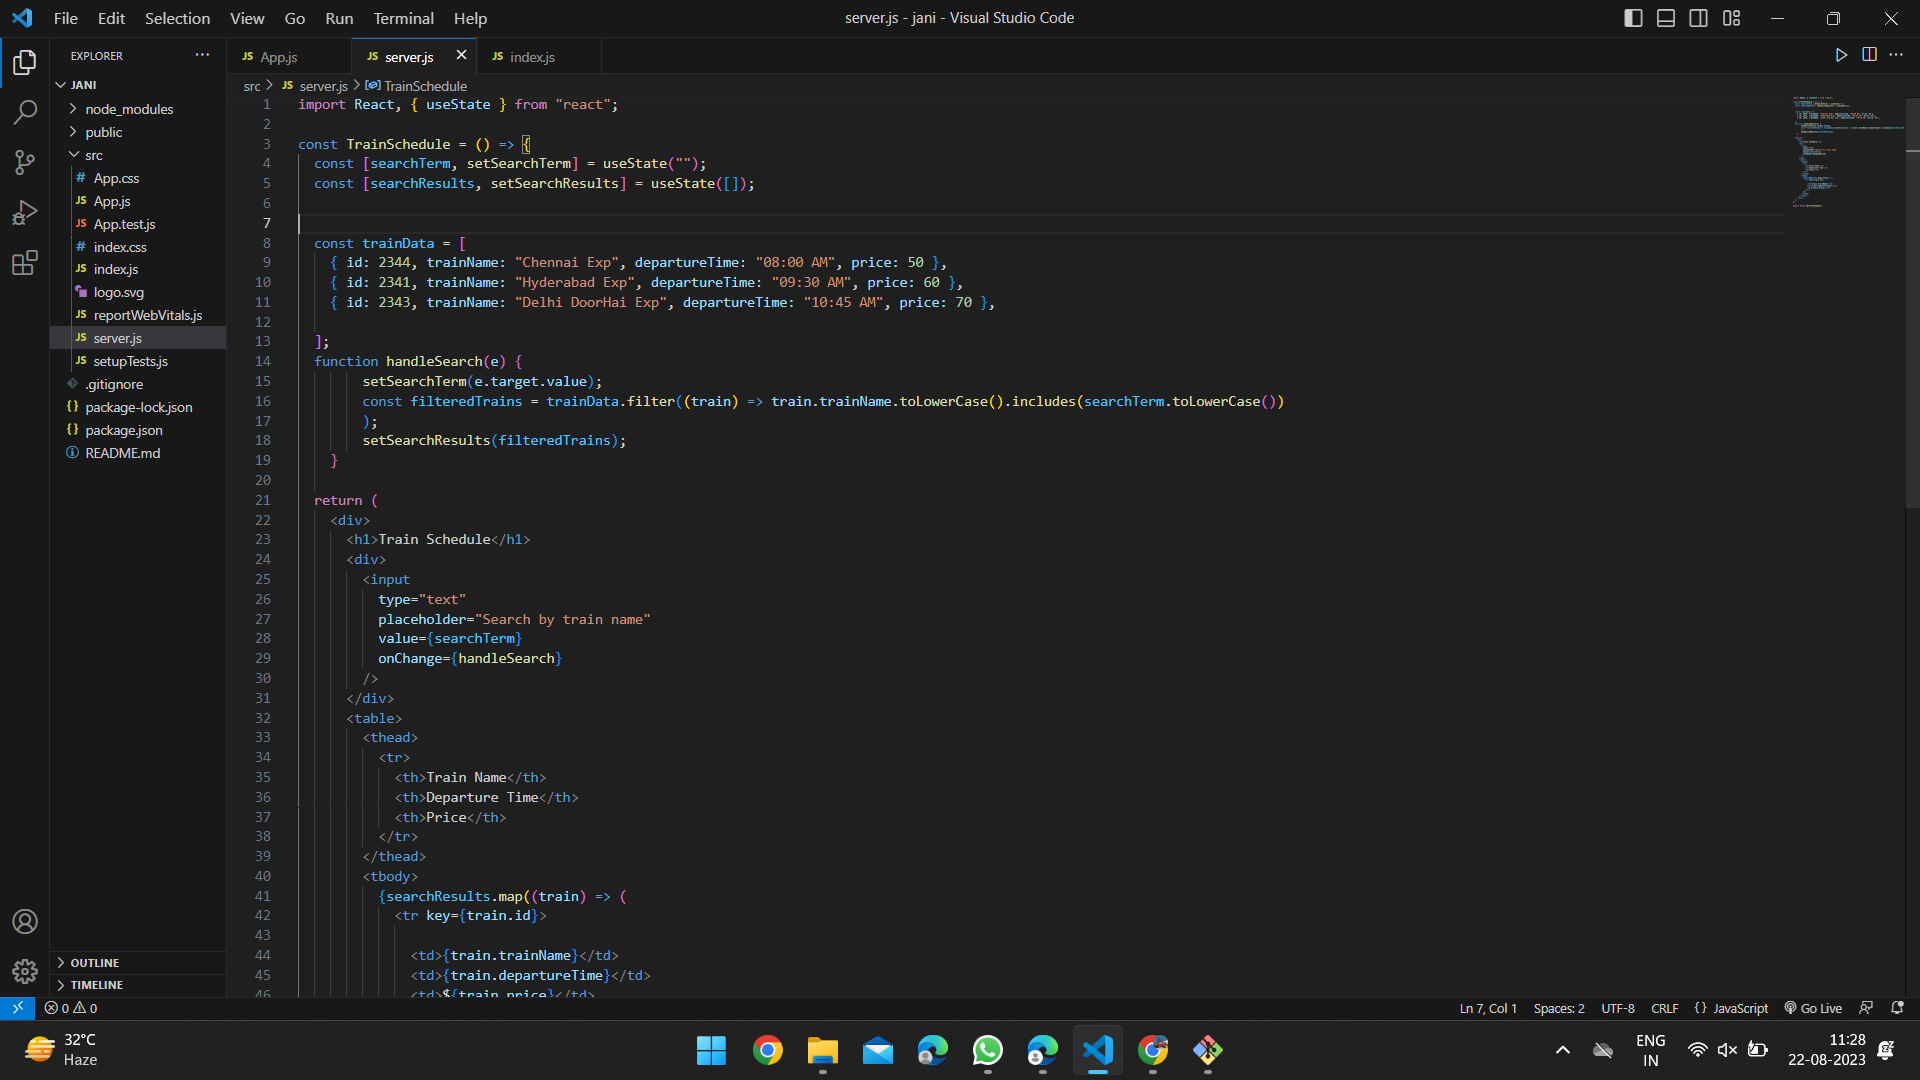 File Edit Selection View Go Run Terminal Help
server.js - jani - Visual Studio Code
EXPLORER
JANI
node_modules
public
src
# App.css
JS App.js
JS App.test.js
# index.css
JS index.js
logo.svg
JS reportWebVitals.js
JS server.js
JS setupTests.js
.gitignore
{} package-lock.json
{} package.json
README.md
OUTLINE
TIMELINE
JS App.js JS server.js JS index.js
src > JS server.js > TrainSchedule
1 import React, { useState } from "react";
2
3 const TrainSchedule = () => {
4 const [searchTerm, setSearchTerm] = useState("");
5 const [searchResults, setSearchResults] = useState([]);
6
7
8 const trainData = [
9 { id: 2344, trainName: "Chennai Exp", departureTime: "08:00 AM", price: 50 },
10 { id: 2341, trainName: "Hyderabad Exp", departureTime: "09:30 AM", price: 60 },
11 { id: 2343, trainName: "Delhi DoorHai Exp", departureTime: "10:45 AM", price: 70 },
12
13 ];
14 function handleSearch(e) {
15 setSearchTerm(e.target.value);
16 const filteredTrains = trainData.filter((train) => train.trainName.toLowerCase().includes(searchTerm.toLowerCase())
17 );
18 setSearchResults(filteredTrains);
19 }
20
21 return (
22 <div>
23 <h1>Train Schedule</h1>
24 <div>
25 <input
26 type="text"
27 placeholder="Search by train name"
28 value={searchTerm}
29 onChange={handleSearch}
30 />
31 </div>
32 <table>
33 <thead>
34 <tr>
35 <th>Train Name</th>
36 <th>Departure Time</th>
37 <th>Price</th>
38 </tr>
39 </thead>
40 <tbody>
41 {searchResults.map((train) => (
42 <tr key={train.id}>
43
44 <td>{train.trainName}</td>
45 <td>{train.departureTime}</td>
46 <td>${train.price}</td>
0 0
Ln 7, Col 1 Spaces: 2 UTF-8 CRLF {} JavaScript Go Live
32°C
Haze
ENG
IN
11:28
22-08-2023